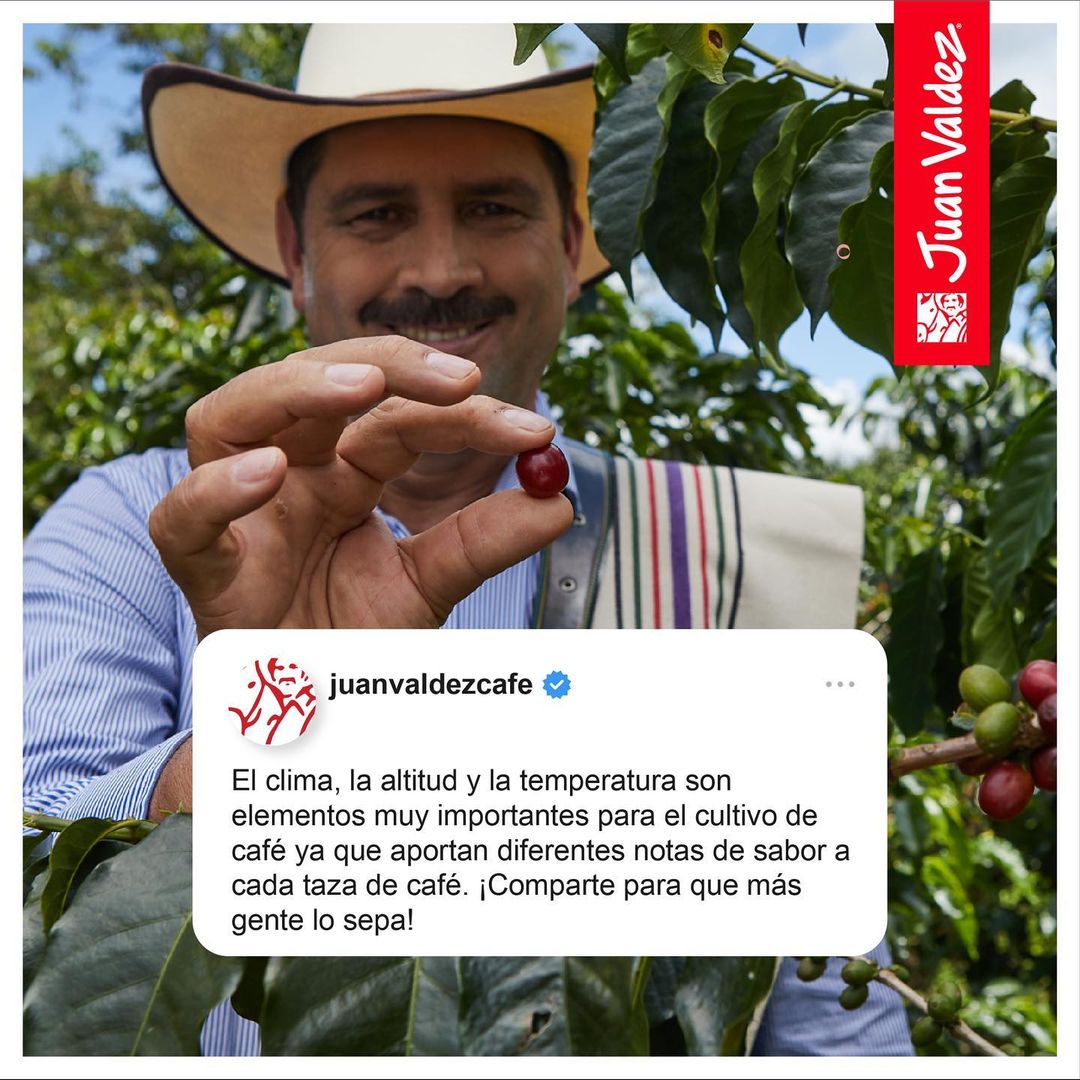 Juan Valdez
juanvaldezcafe
El clima, la altitud y la temperatura son
elementos muy importantes para el cultivo de
café ya que aportan diferentes notas de sabor a
cada taza de café. ¡Comparte para que más
gente lo sepa!